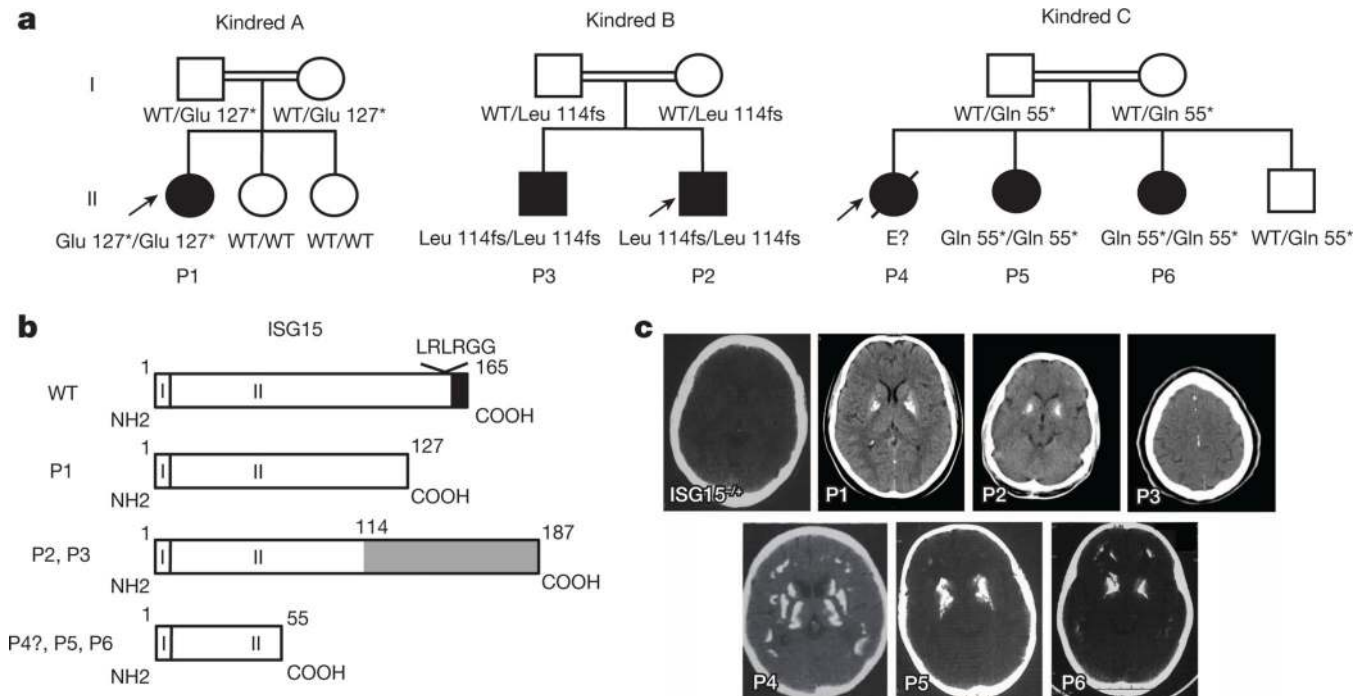 a
Kindred A
Kindred B
Kindred C
I
WT/Glu 127* WT/Glu 127*
WT/Leu 114fs WT/Leu 114fs
WT/Gln 55* WT/Gln 55*
II
Glu 127*/Glu 127* WT/WT WT/WT
Leu 114fs/Leu 114fs Leu 114fs/Leu 114fs
E? Gln 55*/Gln 55* Gln 55*/Gln 55* WT/Gln 55*
P1
P3 P2
P4 P5 P6
b
ISG15
LRLRGG
1 165
WT I II
NH2 COOH
1 127
P1 I II
NH2 COOH
1 114 187
P2, P3 I II
NH2 COOH
1 55
P4?, P5, P6 I II
NH2 COOH
c
ISG15-/+ P1 P2 P3
P4 P5 P6